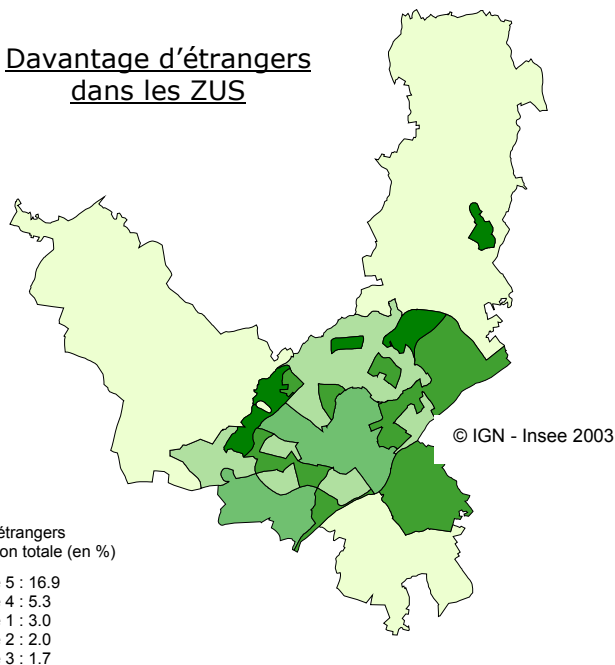 Davantage d'étrangers
dans les ZUS
© IGN - Insee 2003
étrangers
on totale (en %)
5 : 16.9
4 : 5.3
1 : 3.0
2 : 2.0
3 : 1.7